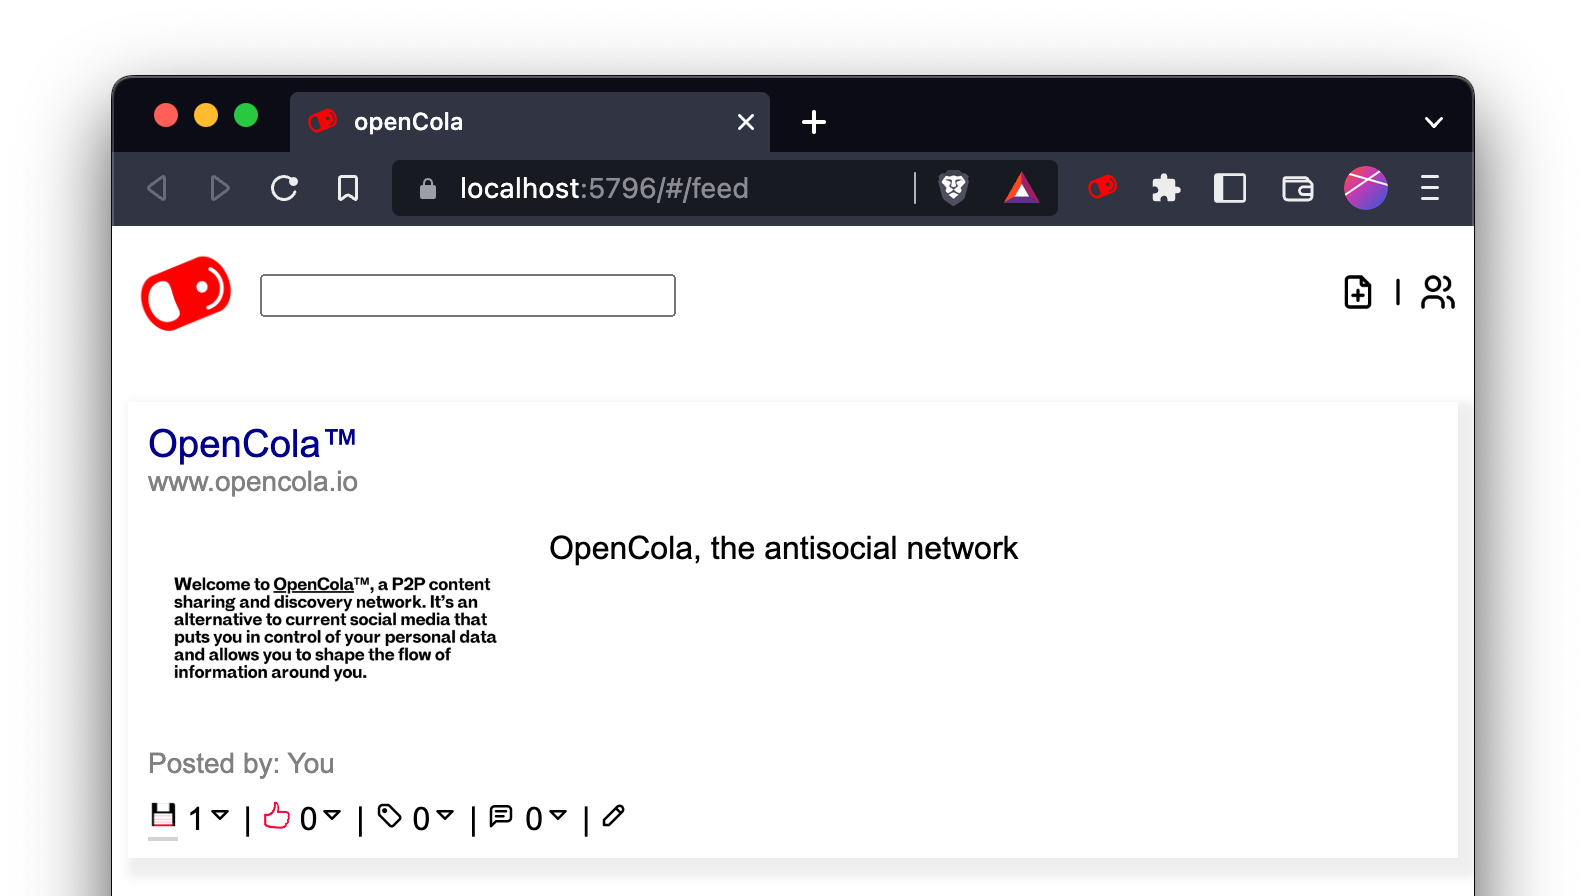 openCola
localhost:5796/#/feed
OpenCola™
www.opencola.io
OpenCola, the antisocial network
Welcome to OpenCola™, a P2P content
sharing and discovery network. It’s an
alternative to current social media that
puts you in control of your personal data
and allows you to shape the flow of
information around you.
Posted by: You
1 | 0 | 0 | 0 |